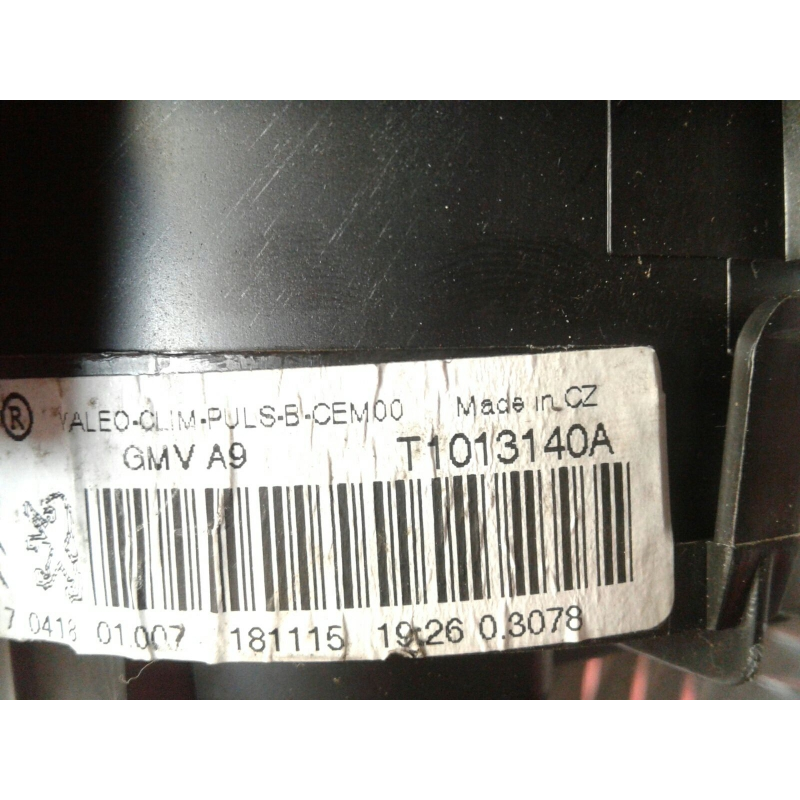 ® VALEO-CLIM-PULS-B-CEM00 Made in CZ
GMV A9 T1013140A
7 0418 01.007 181115 19:26 0.3078